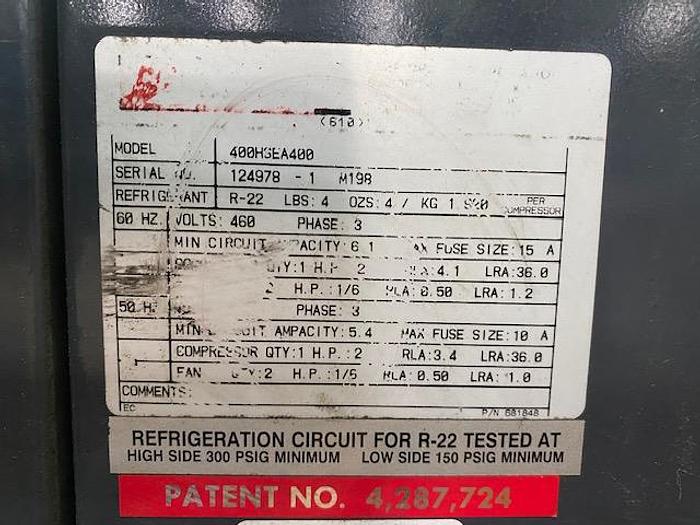 (610)
MODEL 400HSEA400
SERIAL NO. 124978 - 1 M198
REFRIGERANT R-22 LBS: 4 OZS: 4 / KG 1.920 PER COMPRESSOR
60 HZ. VOLTS: 460 PHASE: 3
MIN CIRCUIT AMPACITY: 6.1 MAX FUSE SIZE: 15 A
QTY: 1 H.P. 2 RLA: 4.1 LRA: 36.0
2 H.P. : 1/6 RLA: 0.50 LRA: 1.2
50 HZ PHASE: 3
MIN CIRCUIT AMPACITY: 5.4 MAX FUSE SIZE: 10 A
COMPRESSOR QTY: 1 H.P. : 2 RLA: 3.4 LRA: 36.0
FAN QTY: 2 H.P. : 1/6 RLA: 0.50 LRA: 1.0
COMMENTS:
EC P/N 681848
REFRIGERATION CIRCUIT FOR R-22 TESTED AT
HIGH SIDE 300 PSIG MINIMUM LOW SIDE 150 PSIG MINIMUM
PATENT NO. 4,287,724